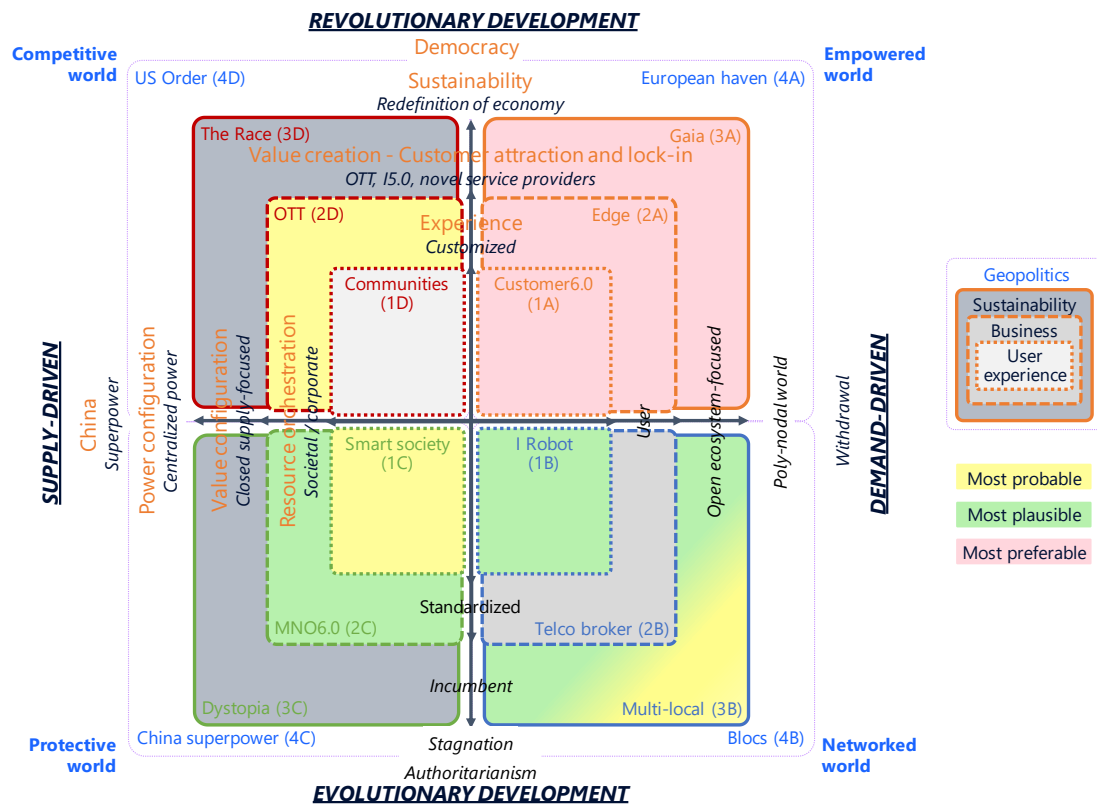 REVOLUTIONARY DEVELOPMENT
Democracy
Competitive
world
Empowered
world
US Order (4D)
European haven (4A)
Sustainability
Redefinition of economy
The Race (3D)
Gaia (3A)
Value creation - Customer attraction and lock-in
OTT, I5.0, novel service providers
OTT (2D)
Edge (2A)
Experience
Customized
Communities
(1D)
Customer6.0
(1A)
Geopolitics
Sustainability
Business
User
experience
SUPPLY-DRIVEN
China
Superpower
Power configuration
Centralized power
Value configuration
Closed supply-focused
Resource orchestration
Societal / corporate
User
Open ecosystem-focused
Poly-nodal world
Withdrawal
DEMAND-DRIVEN
Smart society
(1C)
I Robot
(1B)
Most probable
Most plausible
Most preferable
Standardized
MNO6.0 (2C)
Telco broker (2B)
Incumbent
Dystopia (3C)
Multi-local (3B)
China superpower (4C)
Blocs (4B)
Protective
world
Networked
world
Stagnation
Authoritarianism
EVOLUTIONARY DEVELOPMENT